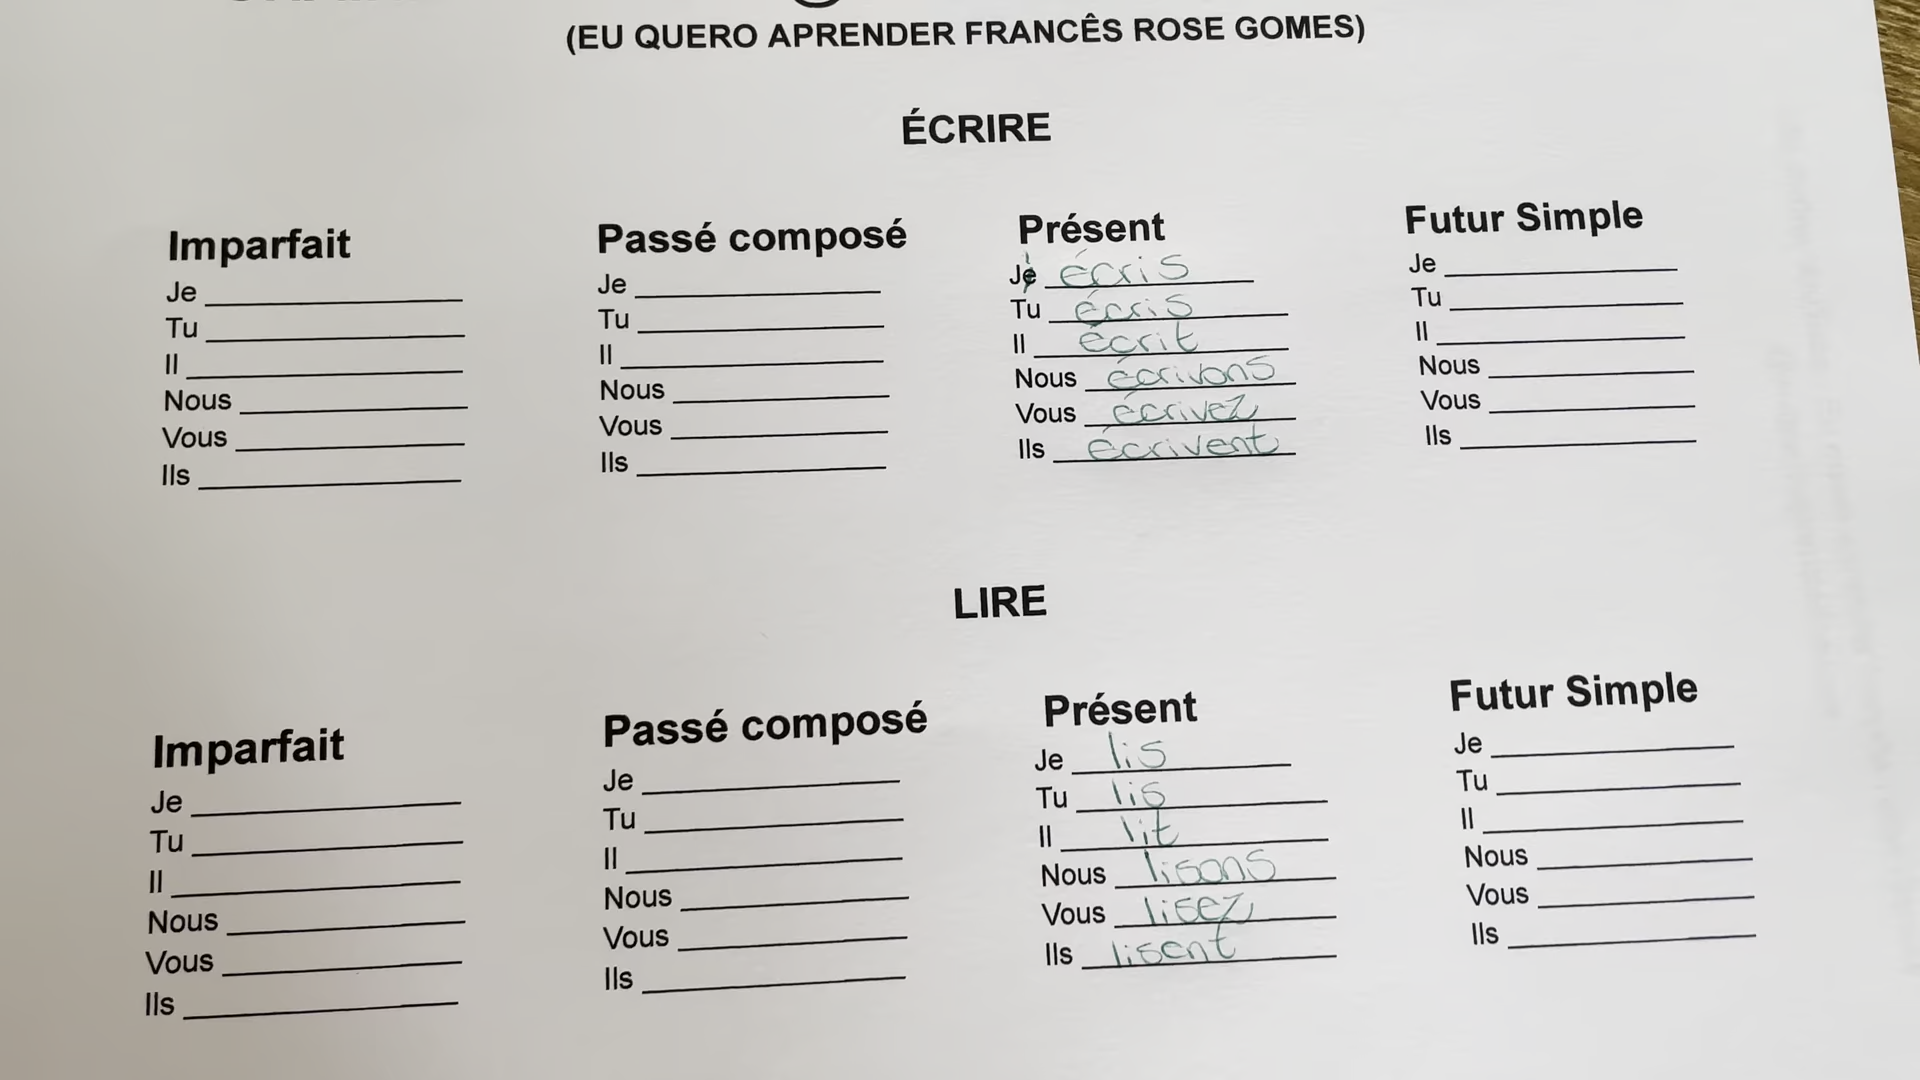 (EU QUERO APRENDER FRANCÊS ROSE GOMES)
ÉCRIRE
Imparfait
Je
Tu
Il
Nous
Vous
Ils
Passé composé
Je
Tu
Il
Nous
Vous
Ils
Présent
J' écris
Tu écris
Il écrit
Nous écrivons
Vous écrivez
Ils écrivent
Futur Simple
Je
Tu
Il
Nous
Vous
Ils
LIRE
Imparfait
Je
Tu
Il
Nous
Vous
Ils
Passé composé
Je
Tu
Il
Nous
Vous
Ils
Présent
Je lis
Tu lis
Il lit
Nous lisons
Vous lisez
Ils lisent
Futur Simple
Je
Tu
Il
Nous
Vous
Ils